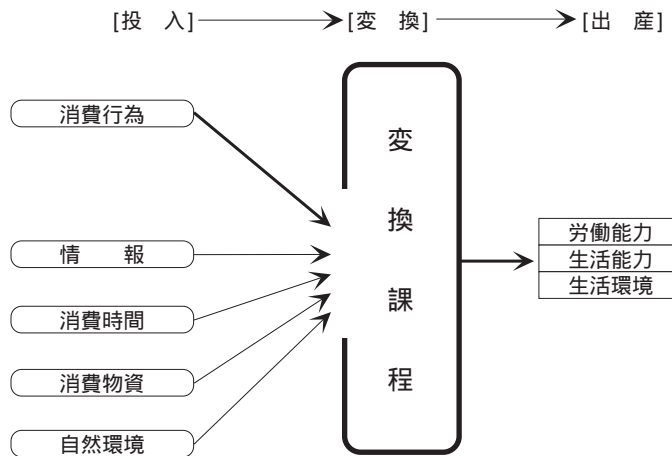 [投　入] [変　換] [出　産]
消費行為
情　　報
消費時間
消費物資
自然環境
変
換
課
程
労働能力
生活能力
生活環境